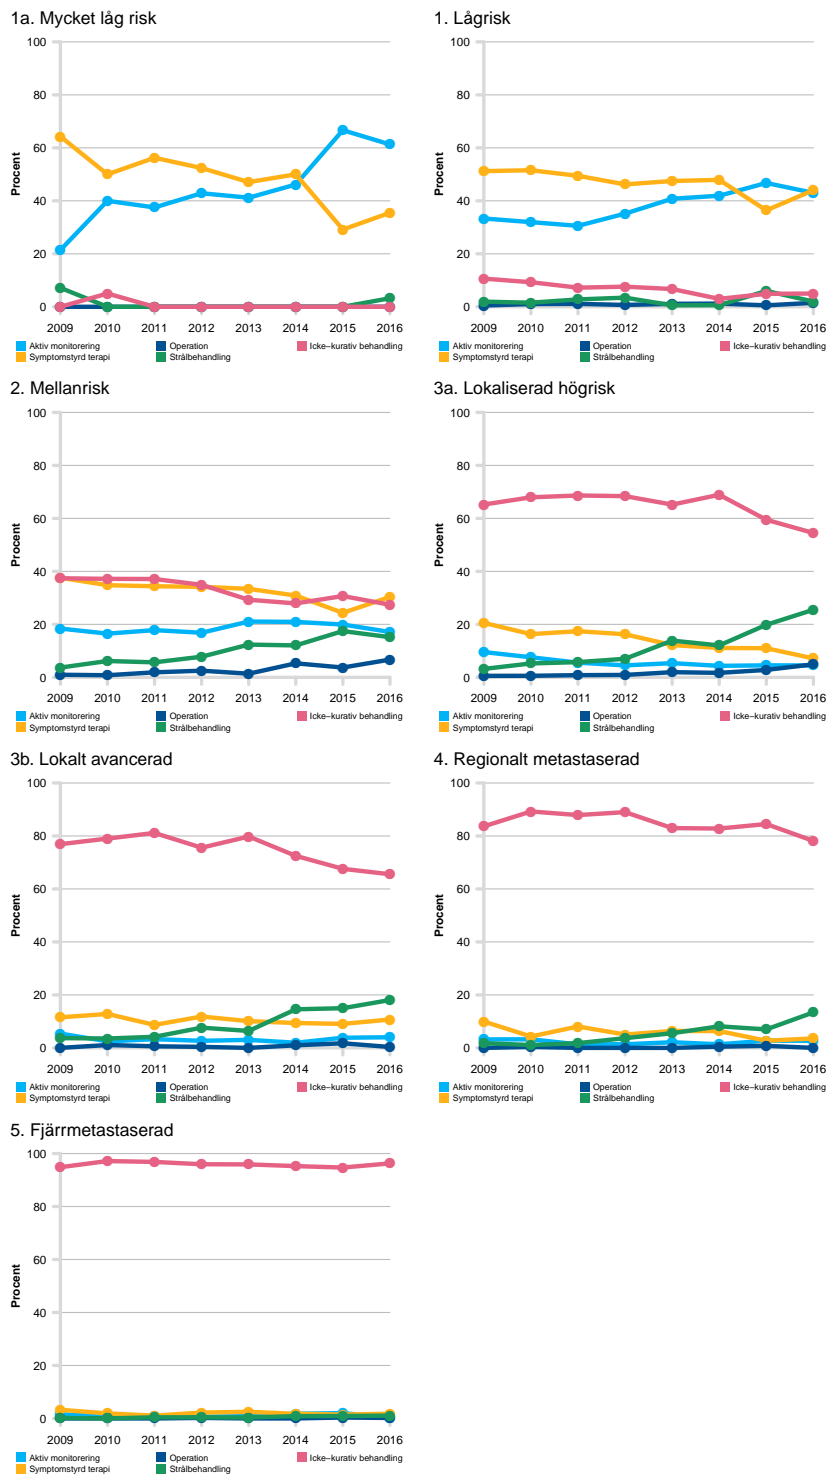 1a. Mycket låg risk
100
80
60
40
20
0
Procent
2009 2010 2011 2012 2013 2014 2015 2016
Aktiv monitorering Operation Icke–kurativ behandling
Symptomstyrd terapi Strålbehandling
1. Lågrisk
100
80
60
40
20
0
Procent
2009 2010 2011 2012 2013 2014 2015 2016
Aktiv monitorering Operation Icke–kurativ behandling
Symptomstyrd terapi Strålbehandling
2. Mellanrisk
100
80
60
40
20
0
Procent
2009 2010 2011 2012 2013 2014 2015 2016
Aktiv monitorering Operation Icke–kurativ behandling
Symptomstyrd terapi Strålbehandling
3a. Lokaliserad högrisk
100
80
60
40
20
0
Procent
2009 2010 2011 2012 2013 2014 2015 2016
Aktiv monitorering Operation Icke–kurativ behandling
Symptomstyrd terapi Strålbehandling
3b. Lokalt avancerad
100
80
60
40
20
0
Procent
2009 2010 2011 2012 2013 2014 2015 2016
Aktiv monitorering Operation Icke–kurativ behandling
Symptomstyrd terapi Strålbehandling
4. Regionalt metastaserad
100
80
60
40
20
0
Procent
2009 2010 2011 2012 2013 2014 2015 2016
Aktiv monitorering Operation Icke–kurativ behandling
Symptomstyrd terapi Strålbehandling
5. Fjärrmetastaserad
100
80
60
40
20
0
Procent
2009 2010 2011 2012 2013 2014 2015 2016
Aktiv monitorering Operation Icke–kurativ behandling
Symptomstyrd terapi Strålbehandling